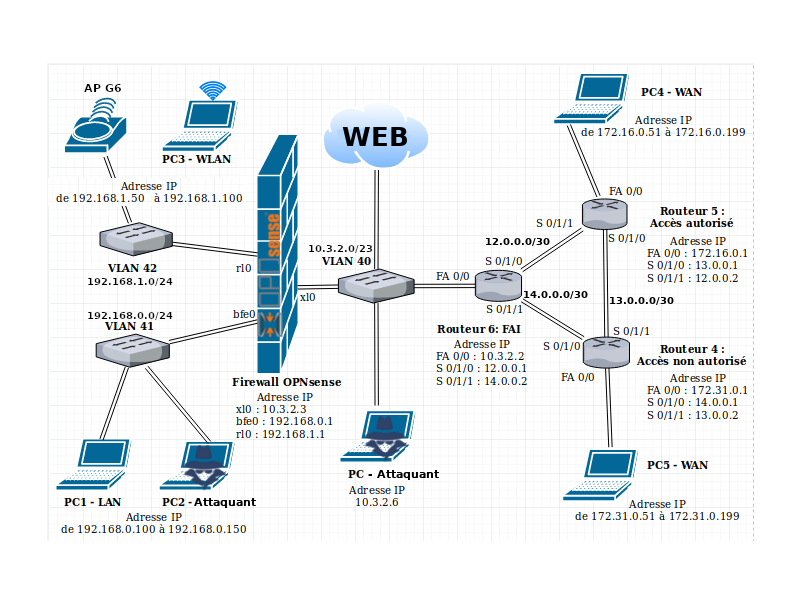 AP G6
PC3 - WLAN
Adresse IP
de 192.168.1.50 à 192.168.1.100
VLAN 42
192.168.1.0/24
192.168.0.0/24
VLAN 41
PC1 - LAN
PC2 - Attaquant
Adresse IP
de 192.168.0.100 à 192.168.0.150
sense
rl0
bfe0
xl0
Firewall OPNsense
Adresse IP
xl0 : 10.3.2.3
bfe0 : 192.168.0.1
rl0 : 192.168.1.1
WEB
10.3.2.0/23
VLAN 40
PC - Attaquant
Adresse IP
10.3.2.6
FA 0/0
S 0/1/0
S 0/1/1
12.0.0.0/30
14.0.0.0/30
13.0.0.0/30
Routeur 6: FAI
Adresse IP
FA 0/0 : 10.3.2.2
S 0/1/0 : 12.0.0.1
S 0/1/1 : 14.0.0.2
PC4 - WAN
Adresse IP
de 172.16.0.51 à 172.16.0.199
FA 0/0
S 0/1/1
S 0/1/0
Routeur 5 :
Accès autorisé
Adresse IP
FA 0/0 : 172.16.0.1
S 0/1/0 : 13.0.0.1
S 0/1/1 : 12.0.0.2
S 0/1/1
S 0/1/0
FA 0/0
Routeur 4 :
Accès non autorisé
Adresse IP
FA 0/0 : 172.31.0.1
S 0/1/0 : 14.0.0.1
S 0/1/1 : 13.0.0.2
PC5 - WAN
Adresse IP
de 172.31.0.51 à 172.31.0.199